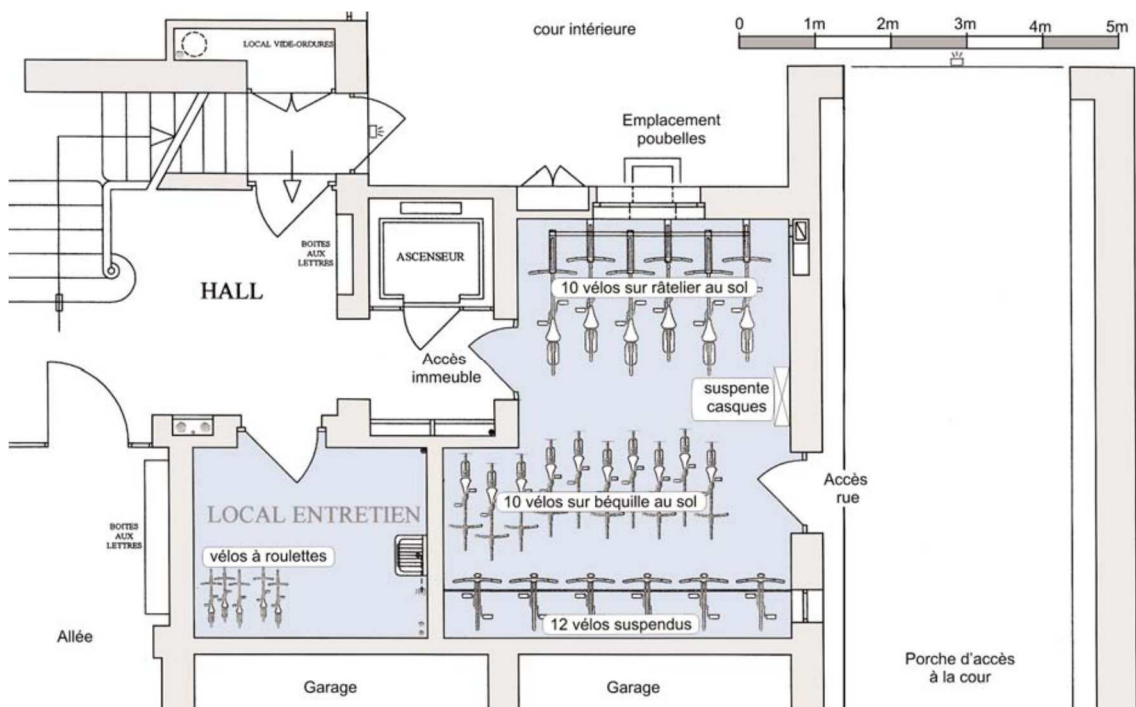 0 1m 2m 3m 4m 5m
cour intérieure
LOCAL VIDE-ORDURES
Emplacement
poubelles
BOITES
AUX
LETTRES
ASCENSEUR
HALL
10 vélos sur râtelier au sol
Accès
immeuble
suspente
casques
10 vélos sur béquille au sol
Accès
rue
LOCAL ENTRETIEN
BOITES
AUX
LETTRES
vélos à roulettes
12 vélos suspendus
Allée
Porche d'accès
à la cour
Garage
Garage